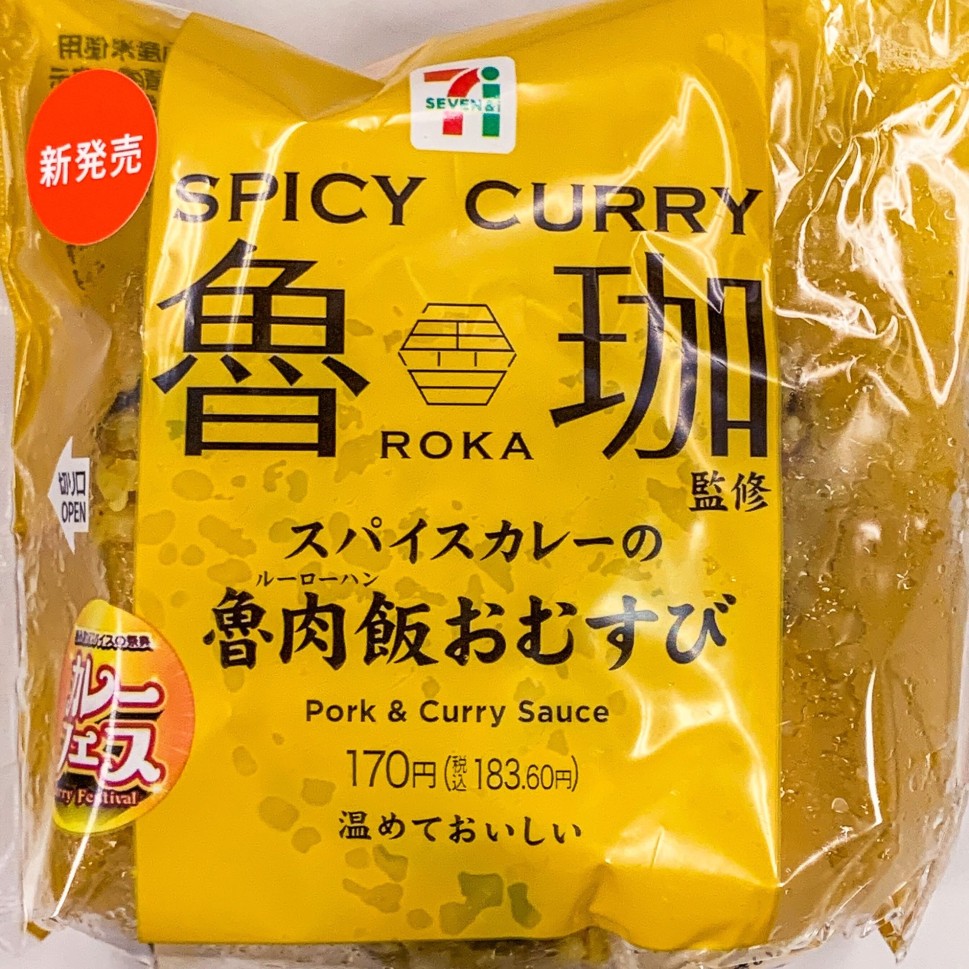 新発売
SEVEN&i
SPICY CURRY
魯珈
ROKA
監修
スパイスカレーの
ルーローハン
魯肉飯おむすび
Pork & Curry Sauce
170円(税込183.60円)
温めておいしい
切り口
OPEN
カレー
フェス
Curry Festival